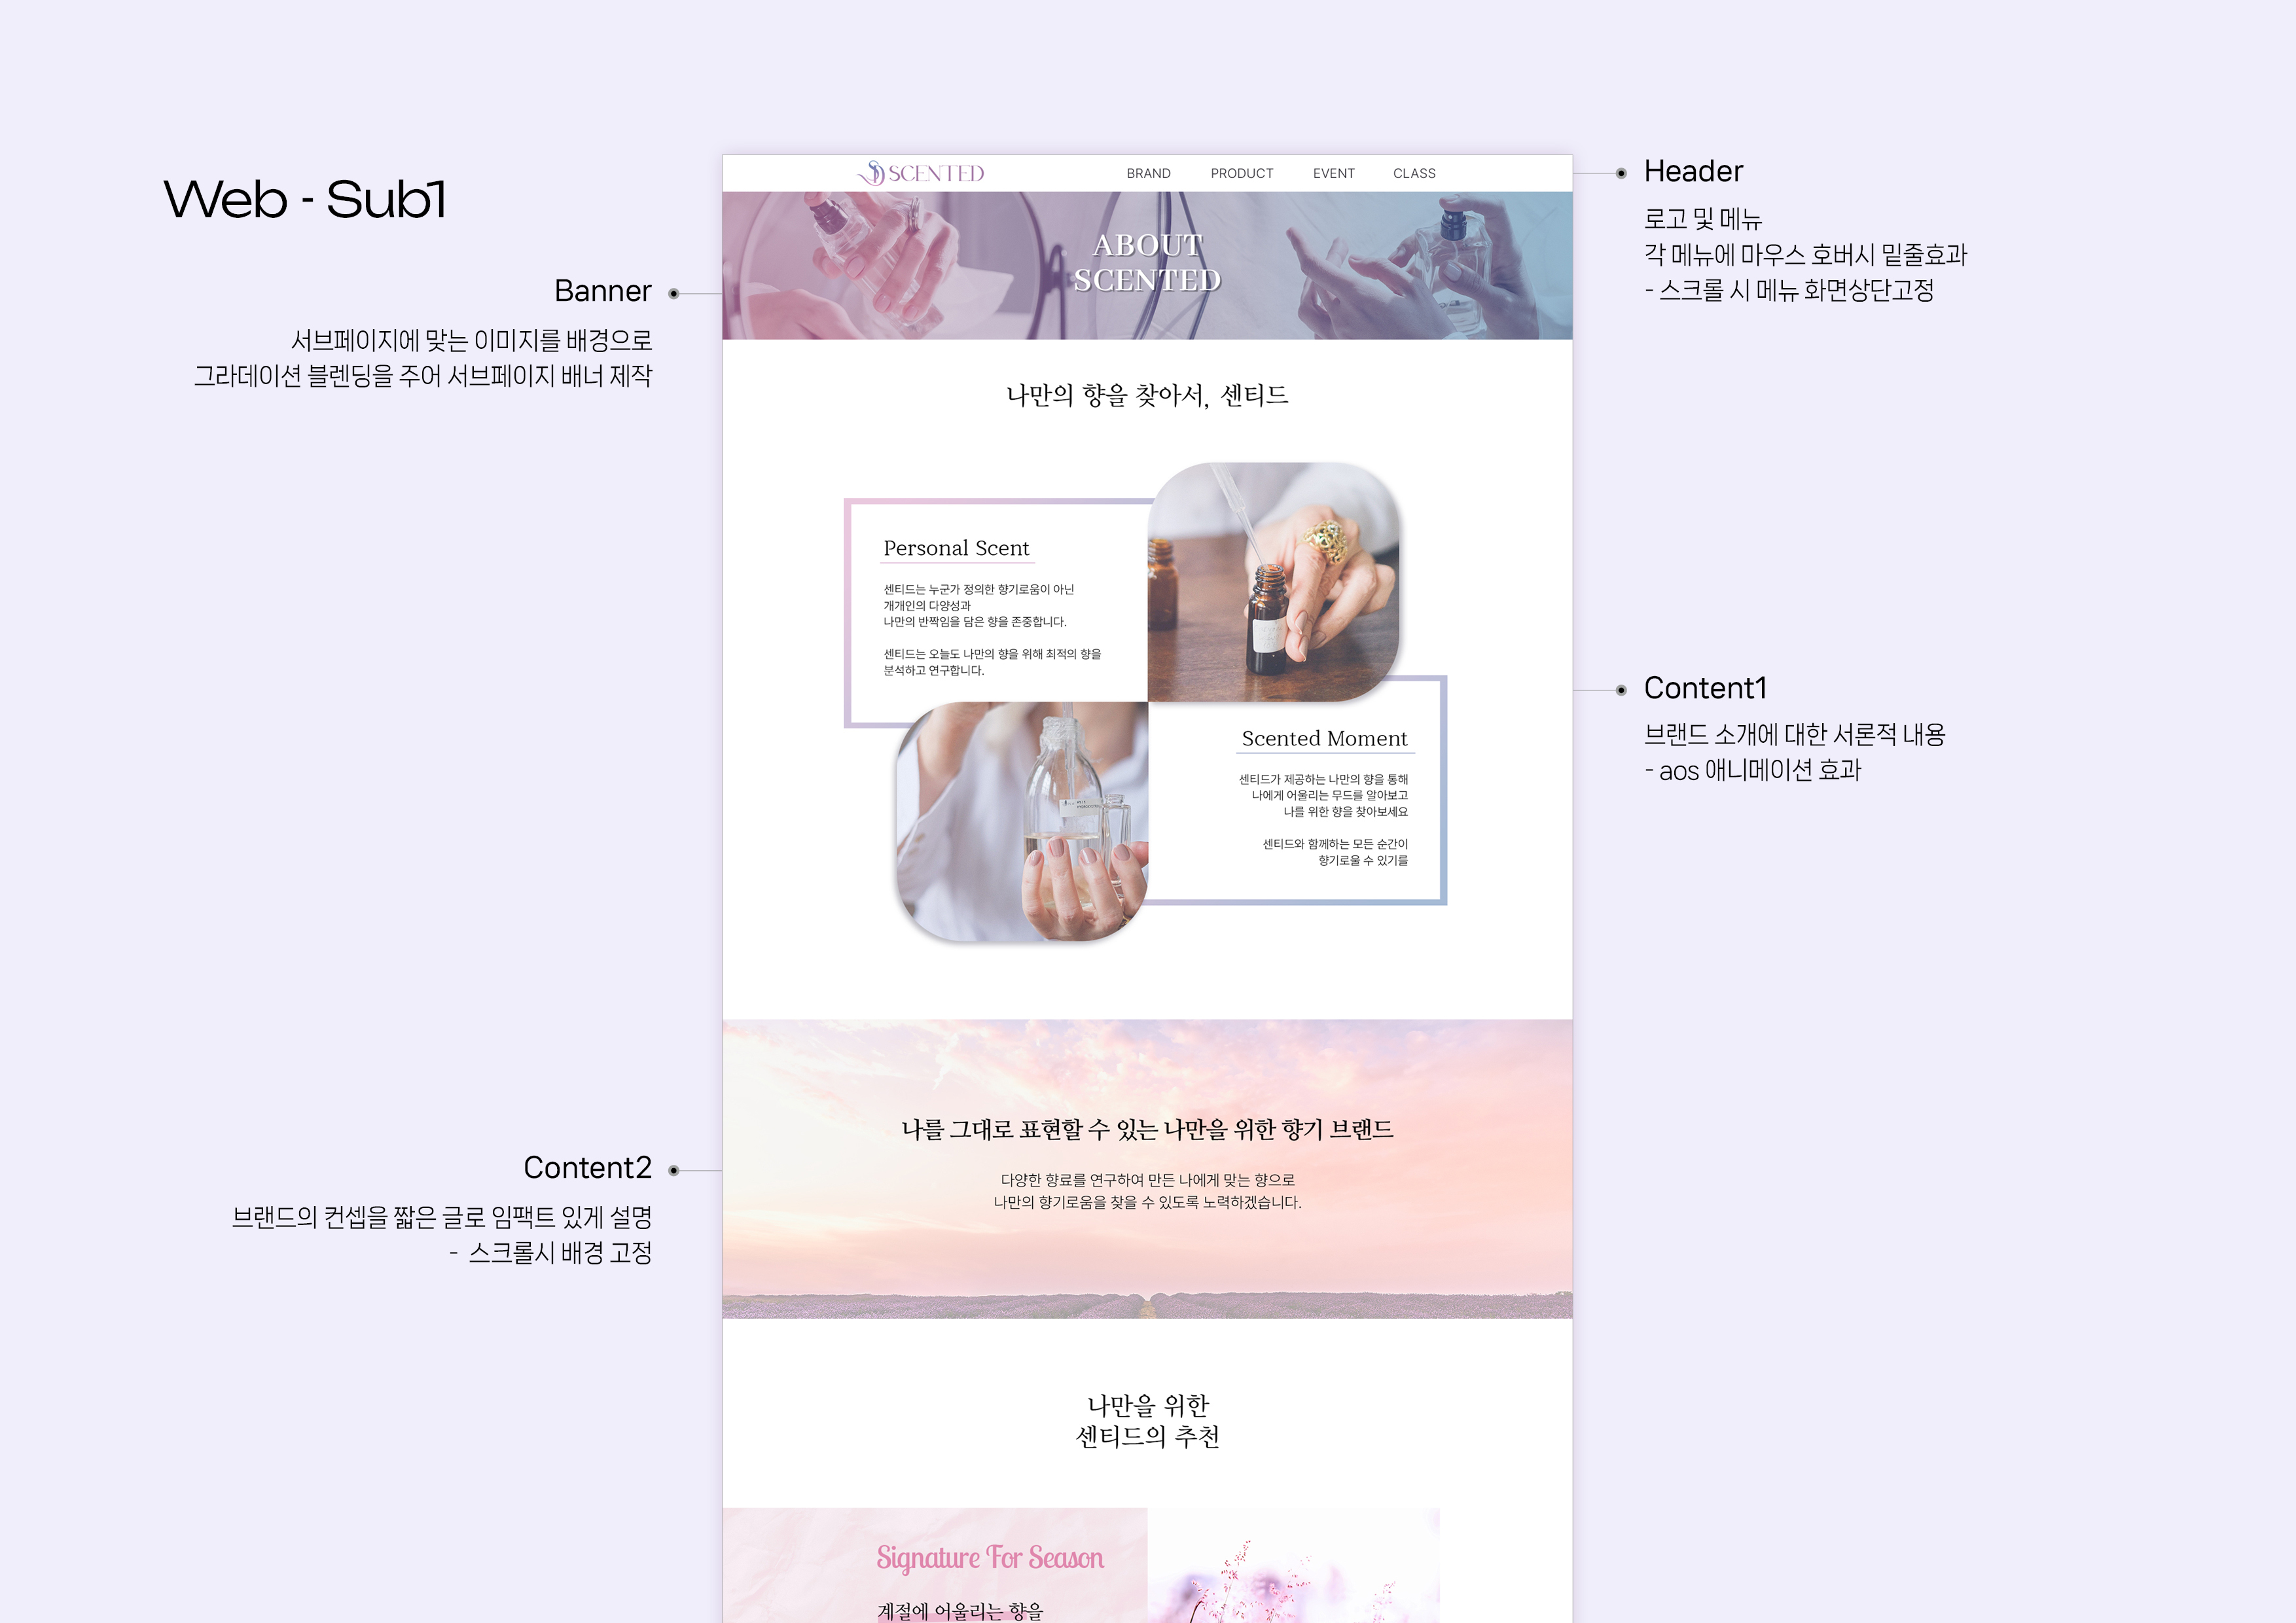 Web - Sub1
Banner
서브페이지에 맞는 이미지를 배경으로
그라데이션 블렌딩을 주어 서브페이지 배너 제작
SCENTED
BRAND PRODUCT EVENT CLASS
ABOUT
SCENTED
Header
로고 및 메뉴
각 메뉴에 마우스 호버시 밑줄효과
- 스크롤 시 메뉴 화면상단고정
나만의 향을 찾아서, 센티드
Personal Scent
센티드는 누군가 정의한 향기로움이 아닌
개개인의 다양성과
나만의 반짝임을 담은 향을 존중합니다.
센티드는 오늘도 나만의 향을 위해 최적의 향을
분석하고 연구합니다.
Scented Moment
센티드가 제공하는 나만의 향을 통해
나에게 어울리는 무드를 알아보고
나를 위한 향을 찾아보세요
센티드와 함께하는 모든 순간이
향기로울 수 있기를
Content1
브랜드 소개에 대한 서론적 내용
- aos 애니메이션 효과
Content2
브랜드의 컨셉을 짧은 글로 임팩트 있게 설명
- 스크롤시 배경 고정
나를 그대로 표현할 수 있는 나만을 위한 향기 브랜드
다양한 향료를 연구하여 만든 나에게 맞는 향으로
나만의 향기로움을 찾을 수 있도록 노력하겠습니다.
나만을 위한
센티드의 추천
Signature For Season
계절에 어울리는 향을